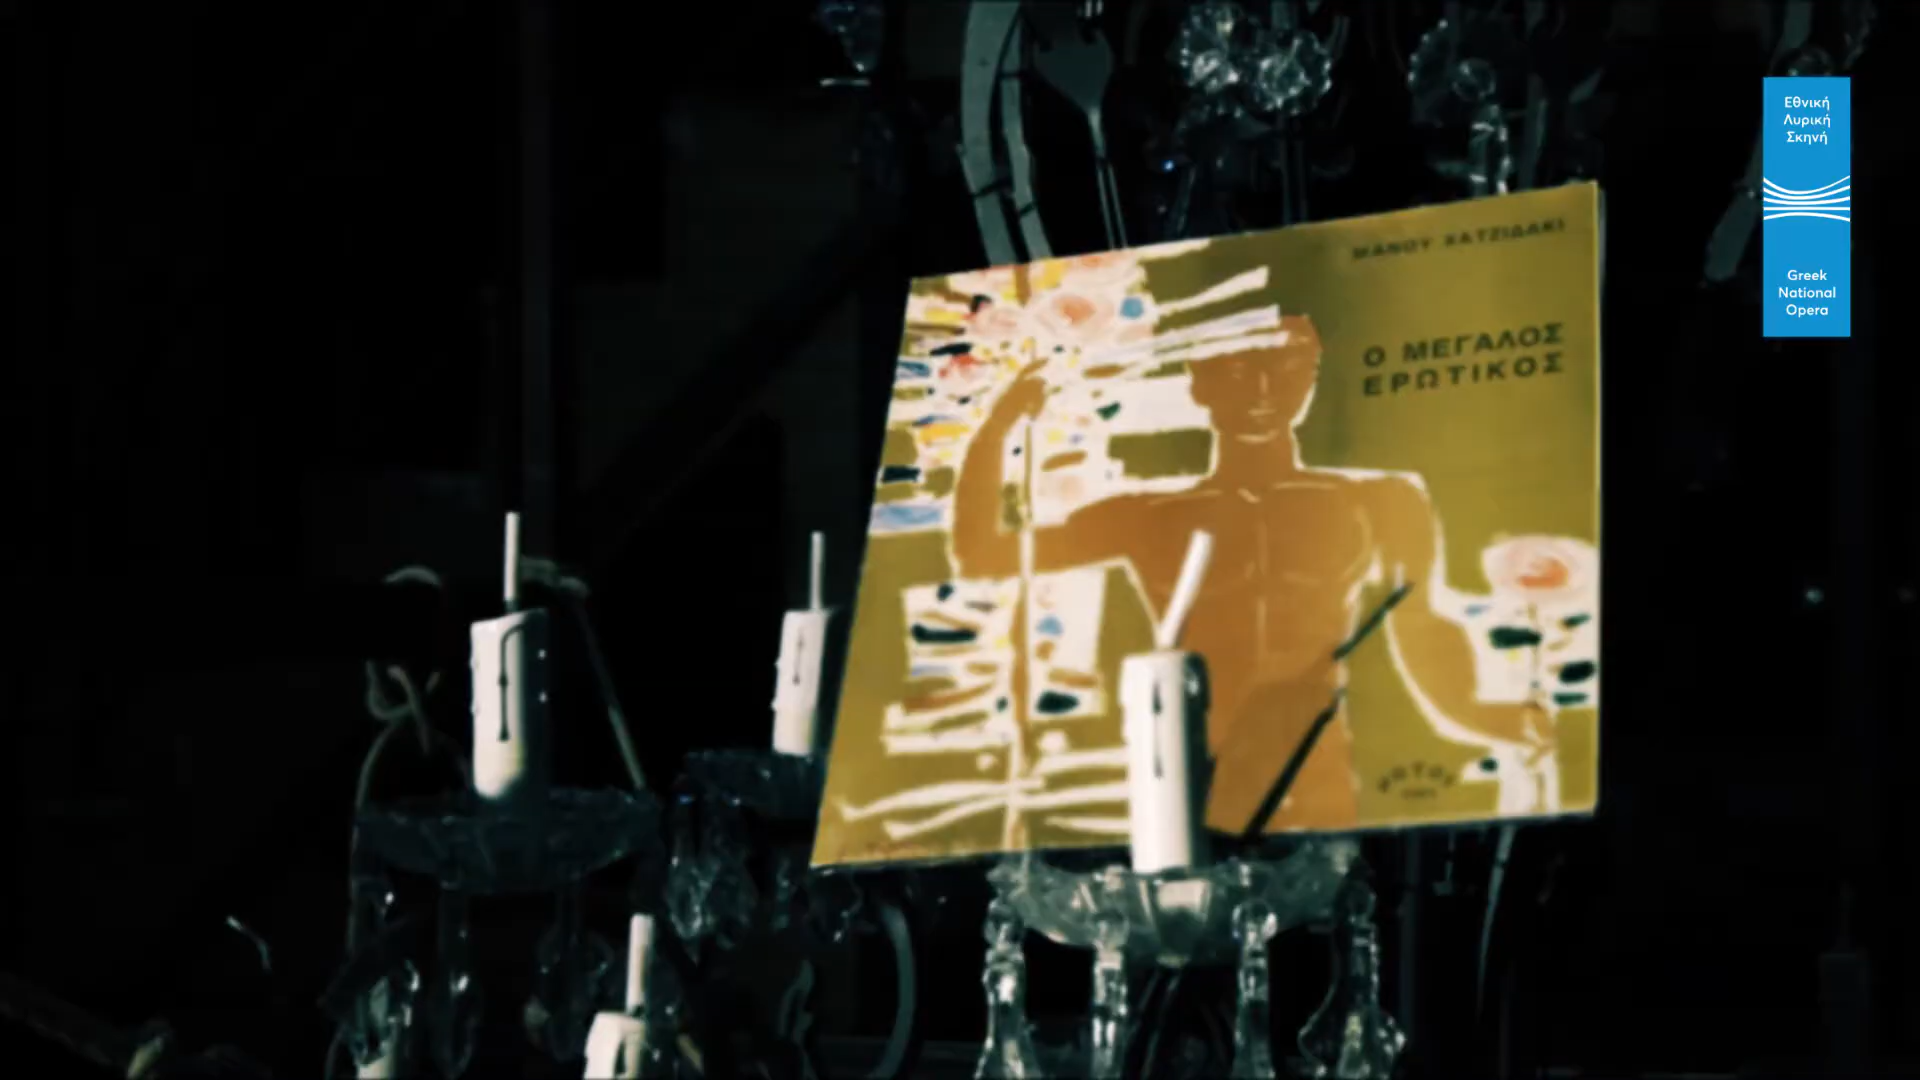 Εθνική
Λυρική
Σκηνή
Greek
National
Opera
ΜΑΝΟΥ ΧΑΤΖΙΔΑΚΙ
Ο ΜΕΓΑΛΟΣ
ΕΡΩΤΙΚΟΣ